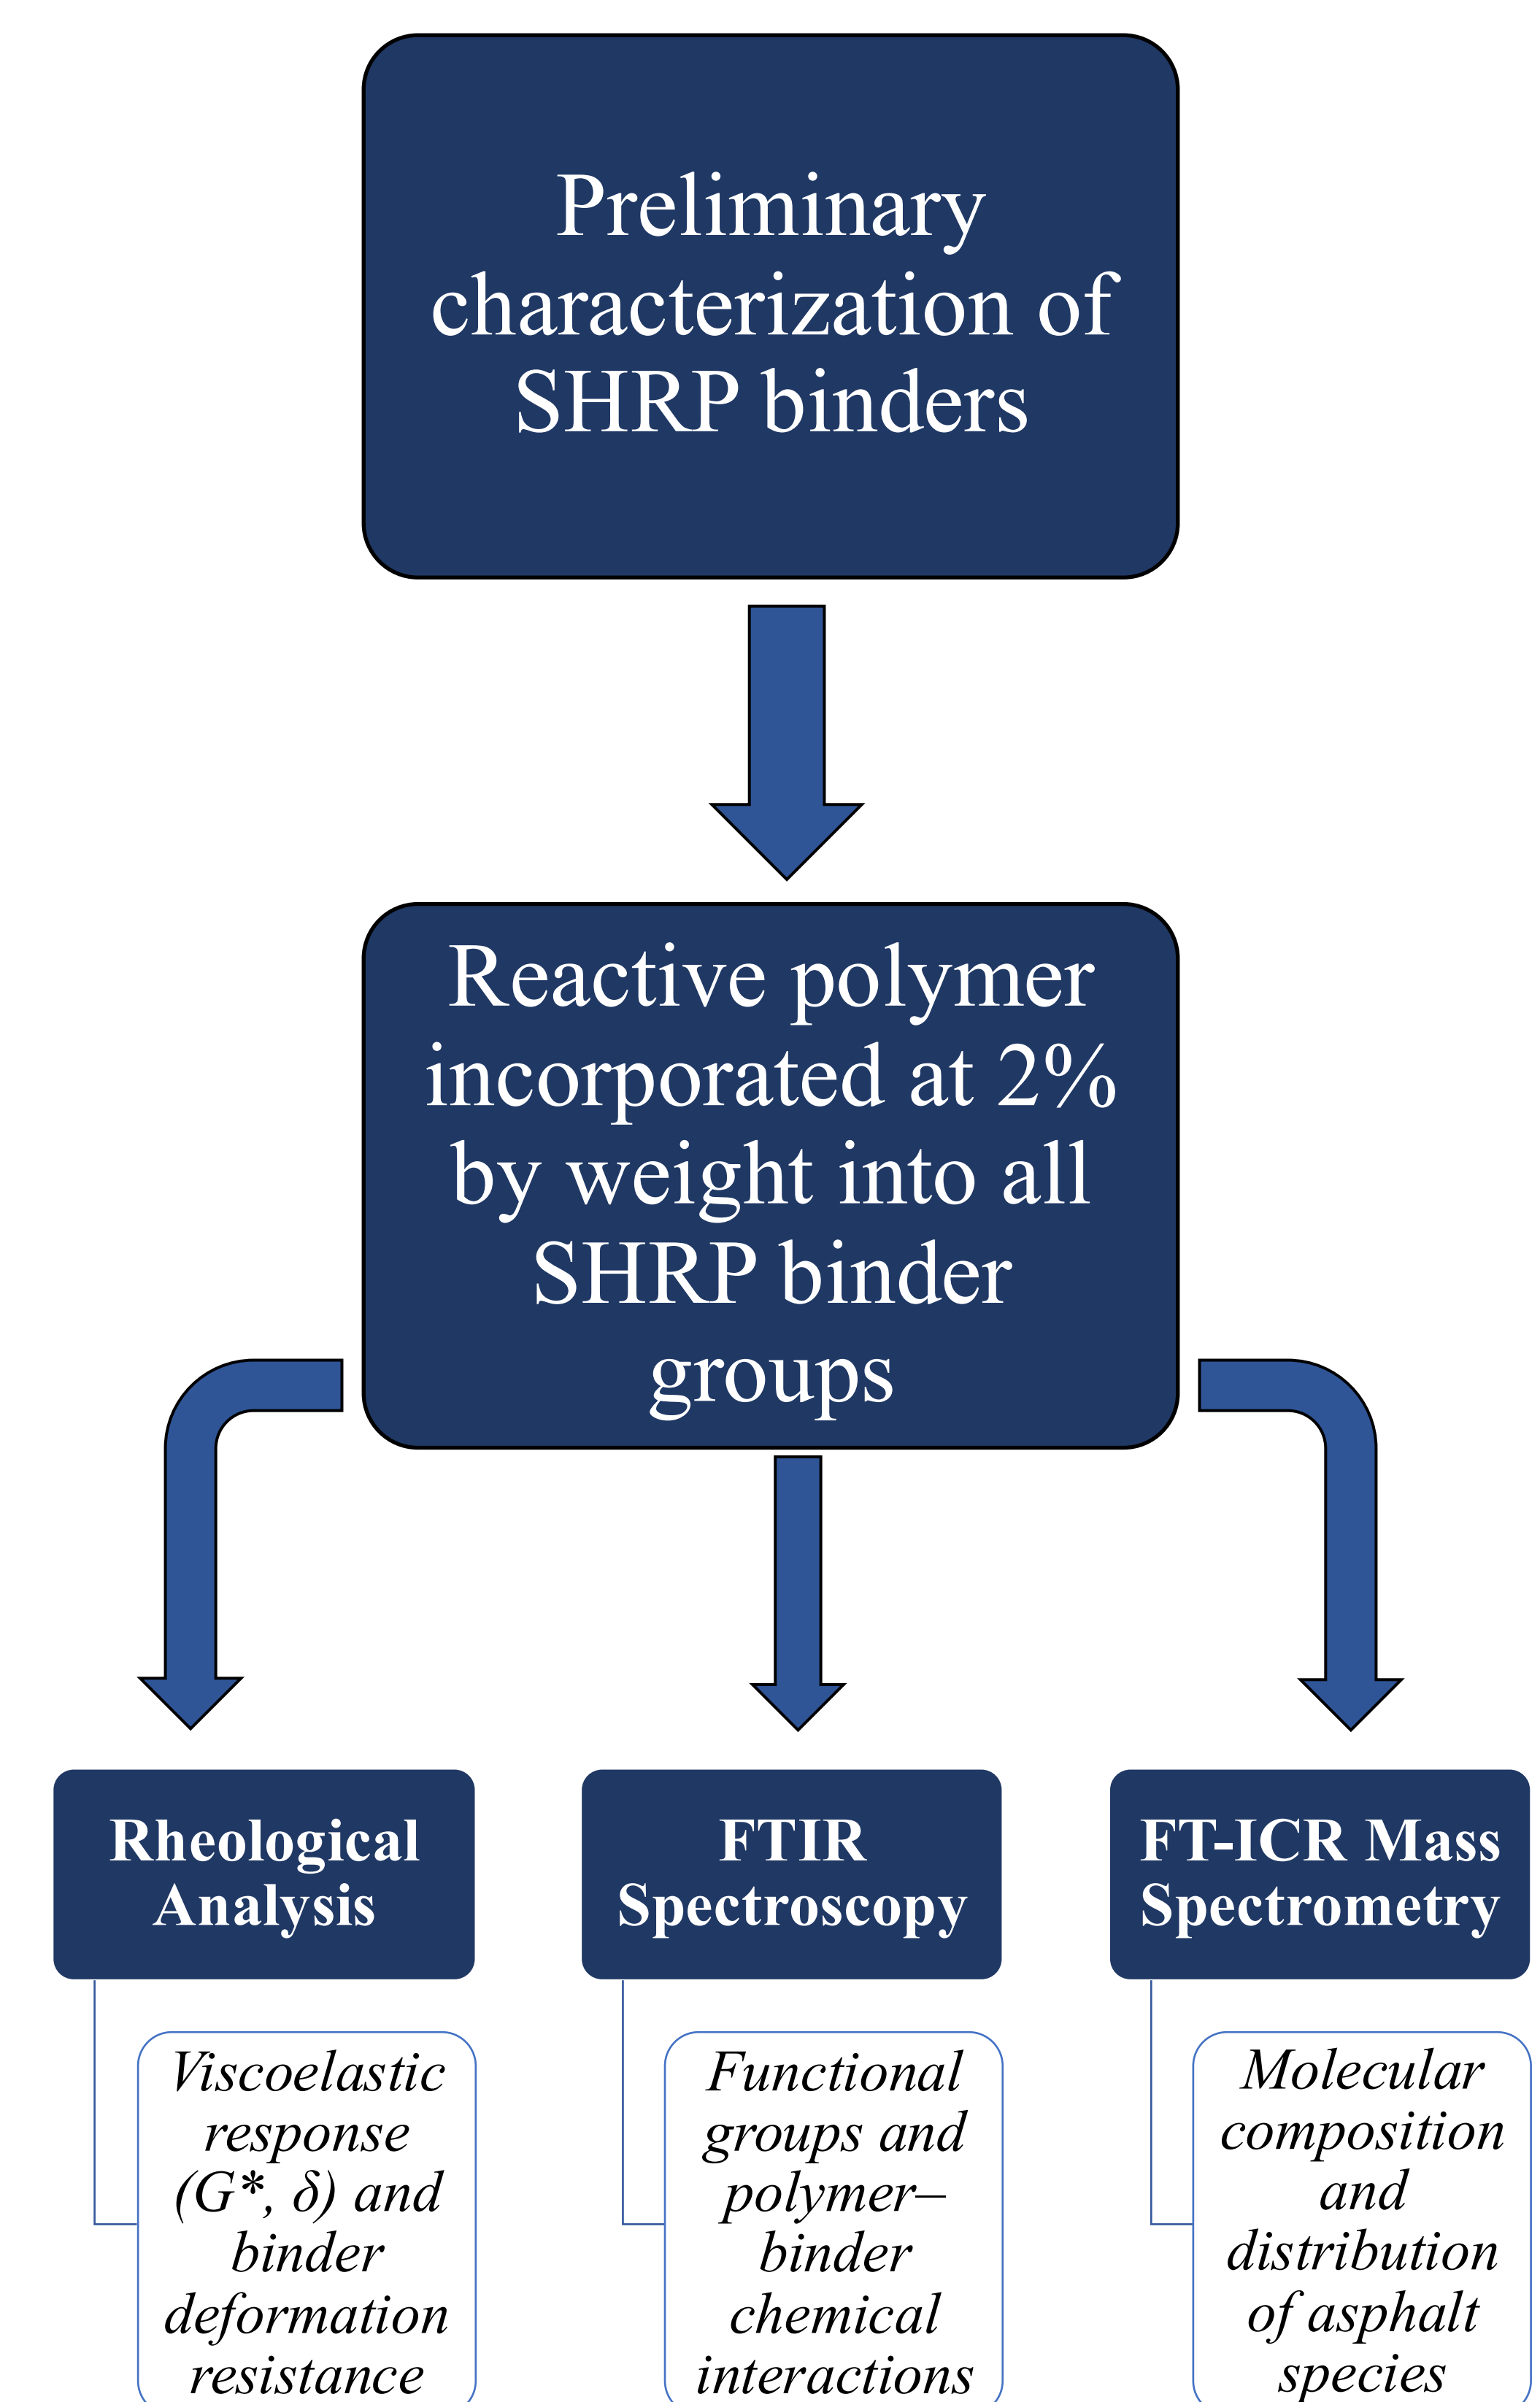 Preliminary
characterization of
SHRP binders
Reactive polymer
incorporated at 2%
by weight into all
SHRP binder
groups
Rheological
Analysis
Viscoelastic
response
(G*, δ) and
binder
deformation
resistance
FTIR
Spectroscopy
Functional
groups and
polymer–
binder
chemical
interactions
FT-ICR Mass
Spectrometry
Molecular
composition
and
distribution
of asphalt
species